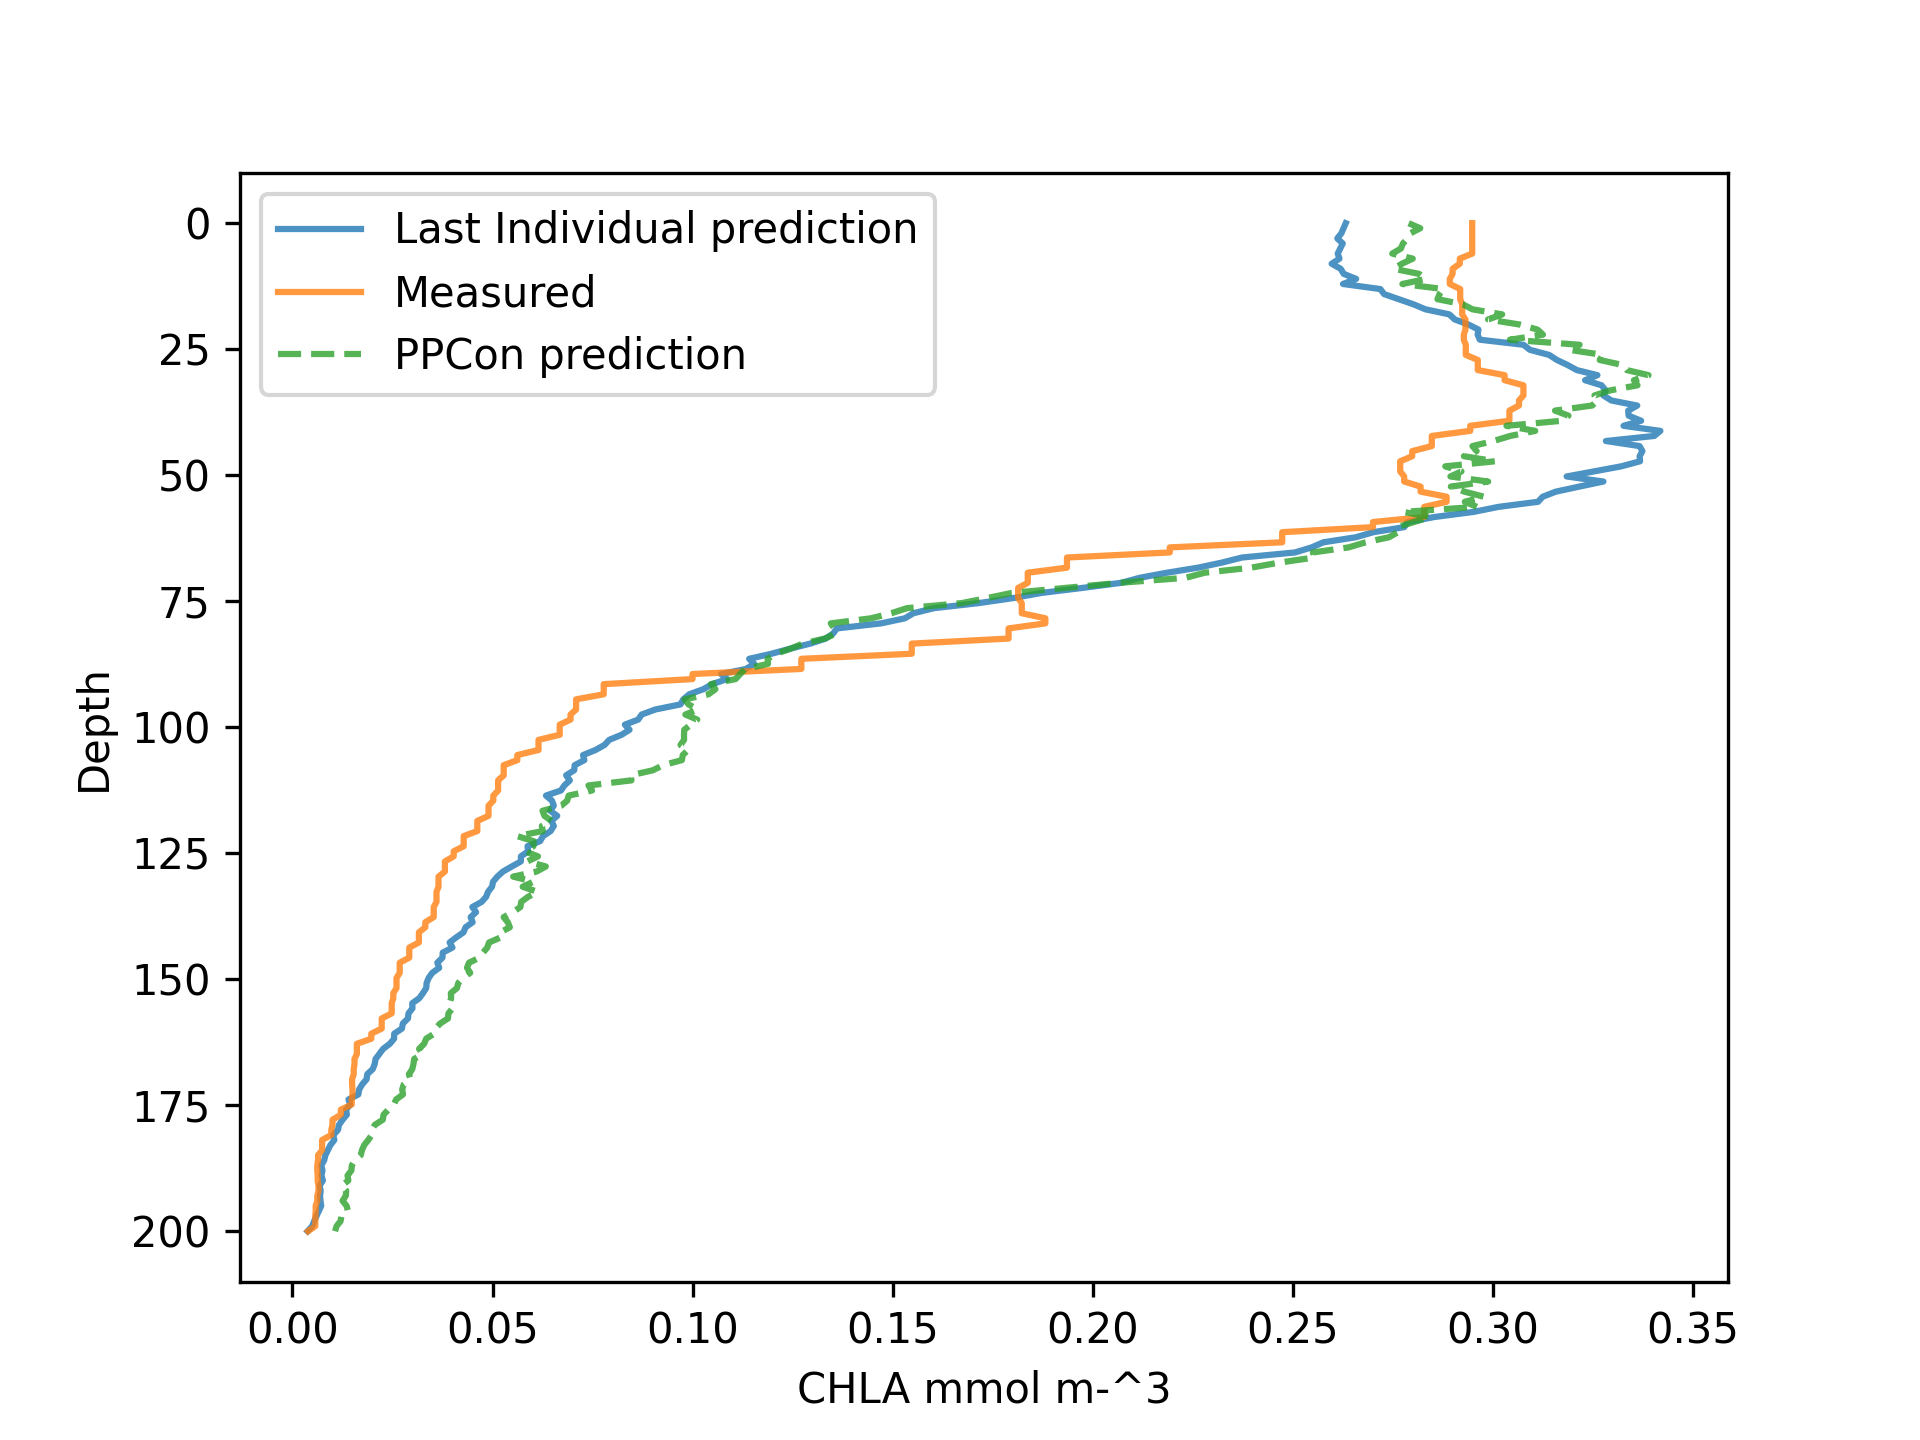 Last Individual prediction
Measured
PPCon prediction
0
25
50
75
100
125
150
175
200
Depth
0.00 0.05 0.10 0.15 0.20 0.25 0.30 0.35
CHLA mmol m-^3